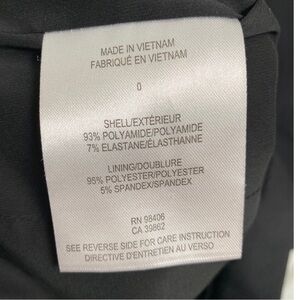 MADE IN VIETNAM
FABRIQUÉ EN VIETNAM
0
SHELL/EXTÉRIEUR
93% POLYAMIDE/POLYAMIDE
7% ELASTANE/ÉLASTHANNE
LINING/DOUBLURE
95% POLYESTER/POLYESTER
5% SPANDEX/SPANDEX
RN 98406
CA 39862
SEE REVERSE SIDE FOR CARE INSTRUCTION
DIRECTIVE D'ENTRETIEN AU VERSO